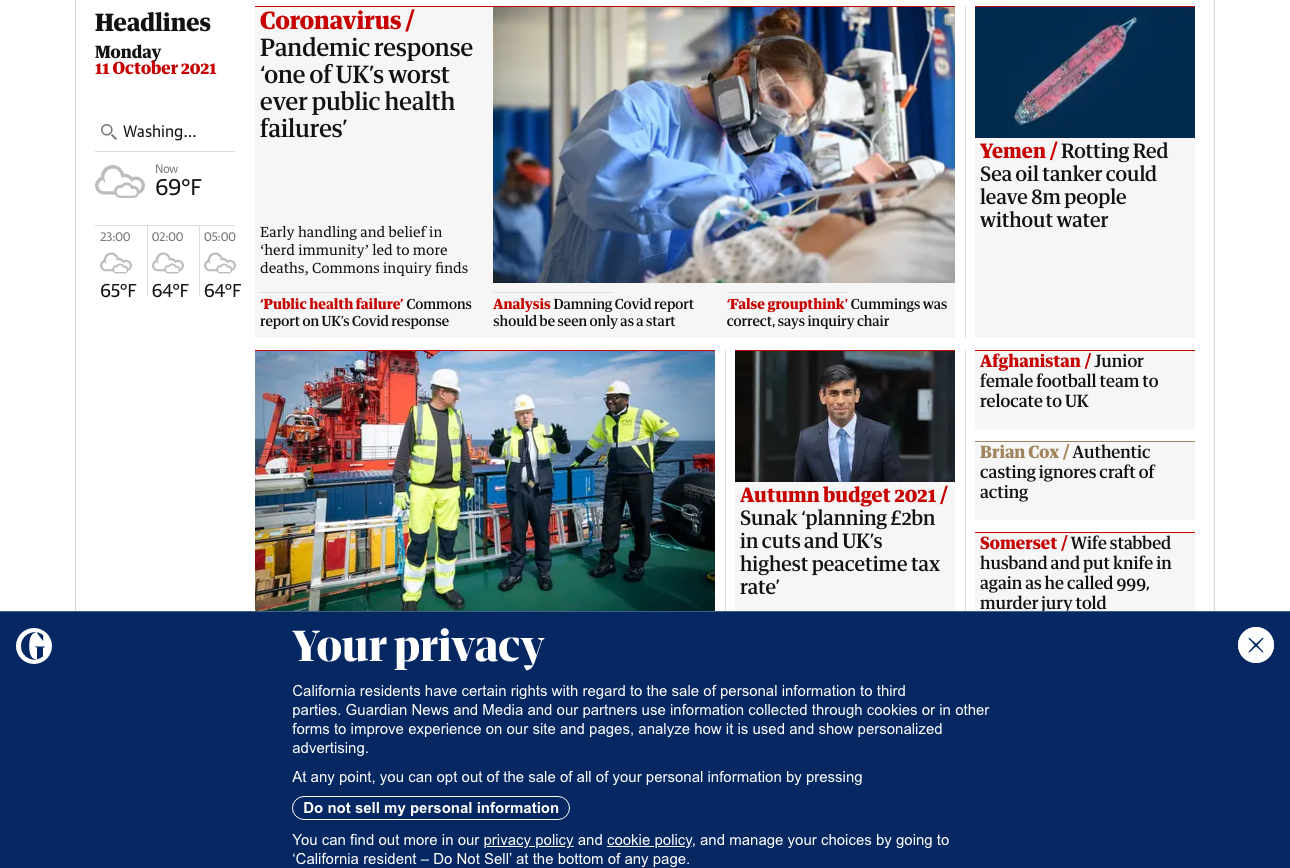 Headlines
Monday
11 October 2021
Washing...
Now
69°F
23:00
65°F
02:00
64°F
05:00
64°F
Coronavirus /
Pandemic response
‘one of UK’s worst
ever public health
failures’
Early handling and belief in
‘herd immunity’ led to more
deaths, Commons inquiry finds
‘Public health failure’ Commons
report on UK’s Covid response
Analysis Damning Covid report
should be seen only as a start
'False groupthink' Cummings was
correct, says inquiry chair
Yemen / Rotting Red
Sea oil tanker could
leave 8m people
without water
Autumn budget 2021 /
Sunak ‘planning £2bn
in cuts and UK’s
highest peacetime tax
rate’
Afghanistan / Junior
female football team to
relocate to UK
Brian Cox / Authentic
casting ignores craft of
acting
Somerset / Wife stabbed
husband and put knife in
again as he called 999,
murder jury told
G
Your privacy
California residents have certain rights with regard to the sale of personal information to third
parties. Guardian News and Media and our partners use information collected through cookies or in other
forms to improve experience on our site and pages, analyze how it is used and show personalized
advertising.
At any point, you can opt out of the sale of all of your personal information by pressing
Do not sell my personal information
You can find out more in our privacy policy and cookie policy, and manage your choices by going to
‘California resident – Do Not Sell’ at the bottom of any page.